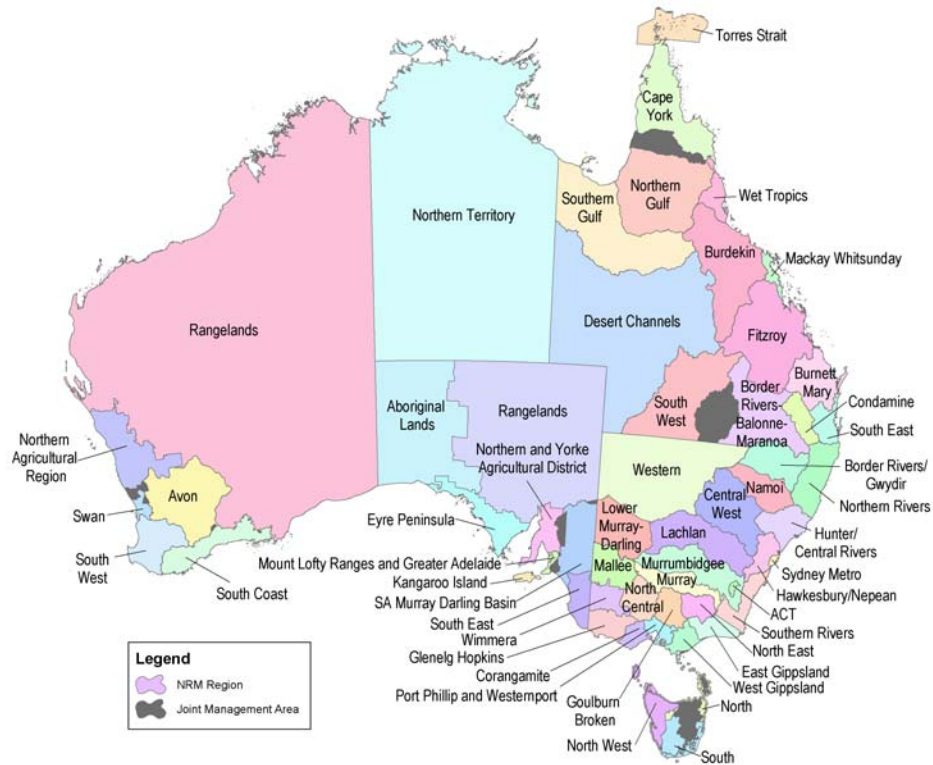 Torres Strait
Cape
York
Northern
Gulf
Southern
Gulf
Wet Tropics
Northern Territory
Burdekin
Mackay Whitsunday
Rangelands
Desert Channels
Fitzroy
Burnett
Mary
Aboriginal
Lands
Rangelands
South
West
Border
Rivers-
Balonne-
Maranoa
Condamine
South East
Northern
Agricultural
Region
Northern and Yorke
Agricultural District
Western
Border Rivers/
Gwydir
Avon
Namoi
Northern Rivers
Swan
Central
West
Eyre Peninsula
Lower
Murray-
Darling
Lachlan
Hunter/
Central Rivers
South
West
Mount Lofty Ranges and Greater Adelaide
Mallee
Murrumbidgee
Sydney Metro
Kangaroo Island
Murray
Hawkesbury/Nepean
South Coast
SA Murray Darling Basin
North
Central
ACT
South East
Southern Rivers
Wimmera
North East
Glenelg Hopkins
East Gippsland
Corangamite
West Gippsland
Port Phillip and Westernport
Goulburn
Broken
North
North West
South
Legend
NRM Region
Joint Management Area